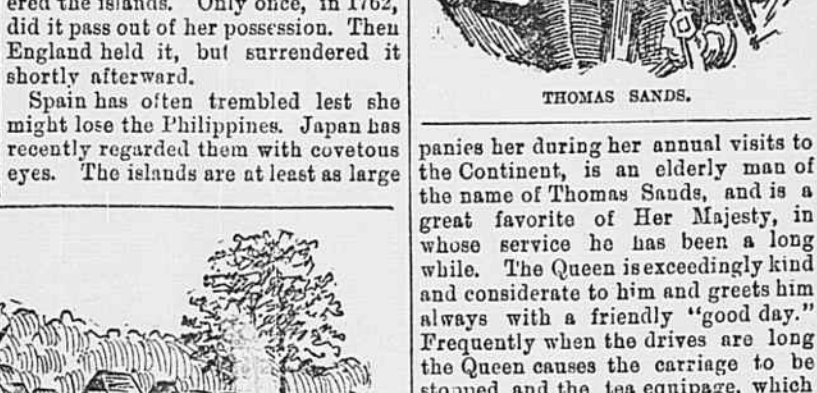 ered the islands. Only once, in 1762,
did it pass out of her possession. Then
England held it, but surrendered it
shortly afterward.
Spain has often trembled lest she
might lose the Philippines. Japan has
recently regarded them with covetous
eyes. The islands are at least as large
THOMAS SANDS.
panies her during her annual visits to
the Continent, is an elderly man of
the name of Thomas Sands, and is a
great favorite of Her Majesty, in
whose service he has been a long
while. The Queen is exceedingly kind
and considerate to him and greets him
always with a friendly "good day."
Frequently when the drives are long
the Queen causes the carriage to be
stopped and the tea equipage, which